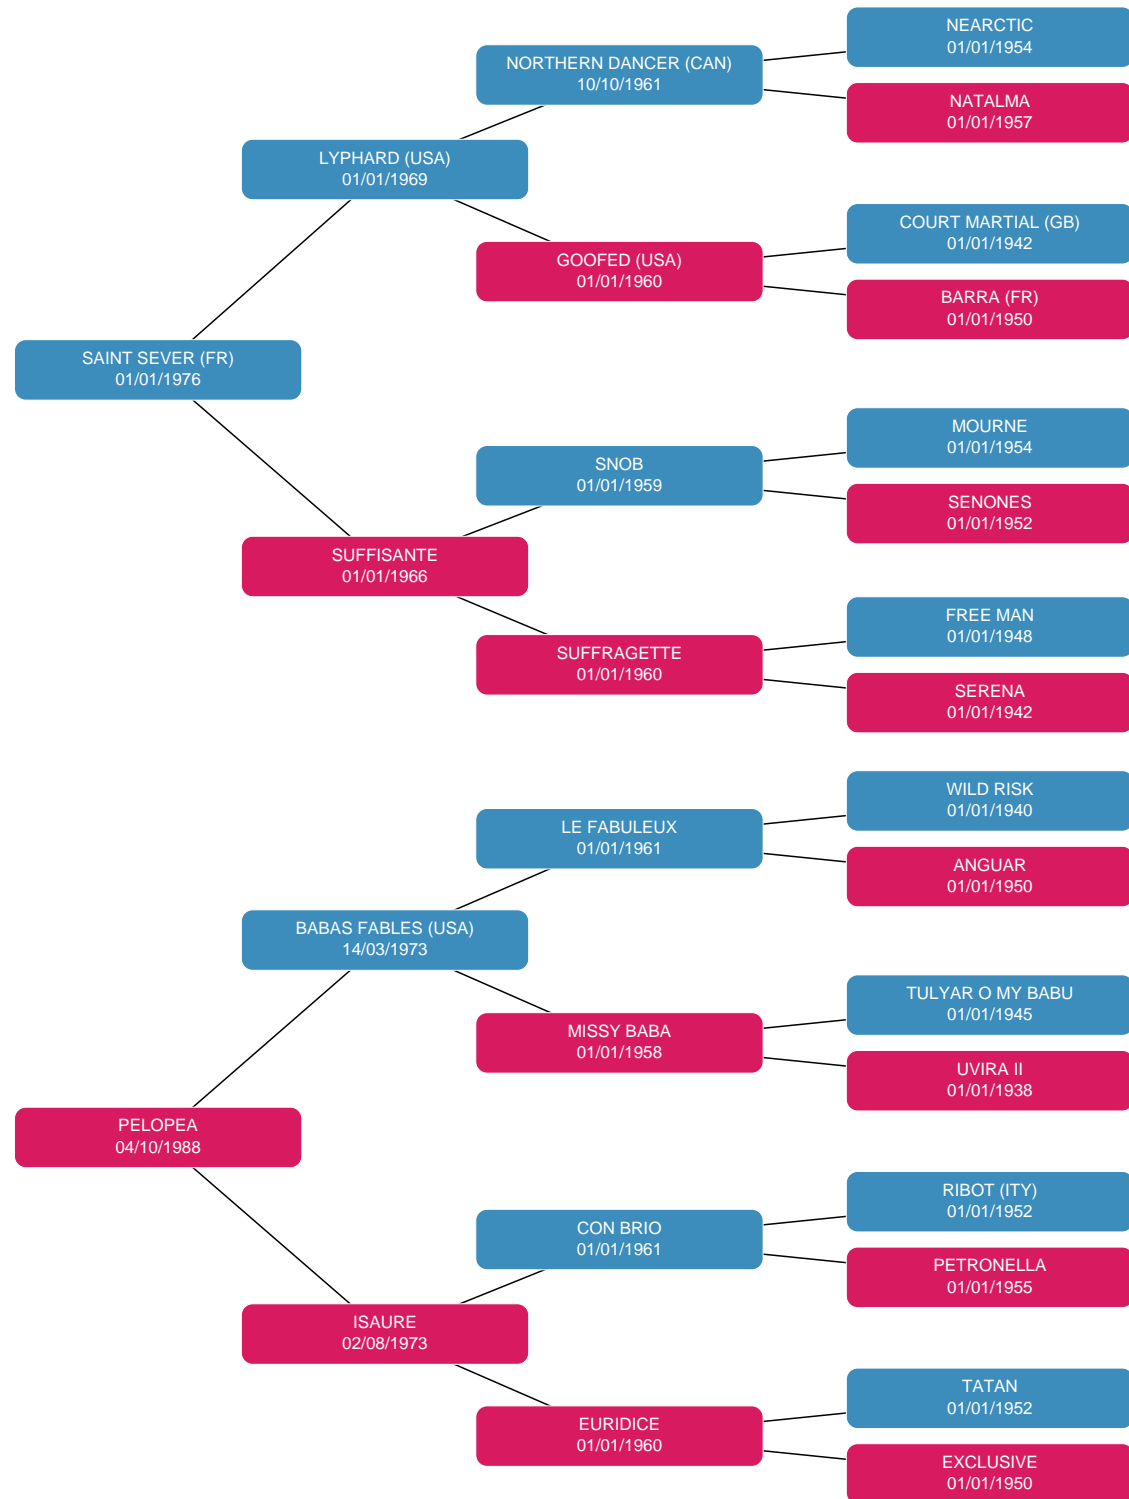 NEARCTIC
01/01/1954
NORTHERN DANCER (CAN)
10/10/1961
NATALMA
01/01/1957
LYPHARD (USA)
01/01/1969
COURT MARTIAL (GB)
01/01/1942
GOOFED (USA)
01/01/1960
BARRA (FR)
01/01/1950
SAINT SEVER (FR)
01/01/1976
MOURNE
01/01/1954
SNOB
01/01/1959
SENONES
01/01/1952
SUFFISANTE
01/01/1966
FREE MAN
01/01/1948
SUFFRAGETTE
01/01/1960
SERENA
01/01/1942
WILD RISK
01/01/1940
LE FABULEUX
01/01/1961
ANGUAR
01/01/1950
BABAS FABLES (USA)
14/03/1973
TULYAR O MY BABU
01/01/1945
MISSY BABA
01/01/1958
UVIRA II
01/01/1938
PELOPEA
04/10/1988
RIBOT (ITY)
01/01/1952
CON BRIO
01/01/1961
PETRONELLA
01/01/1955
ISAURE
02/08/1973
TATAN
01/01/1952
EURIDICE
01/01/1960
EXCLUSIVE
01/01/1950